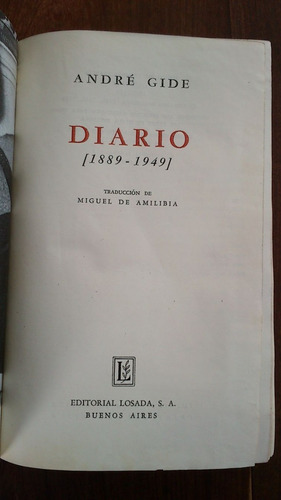 ANDRÉ GIDE
DIARIO
[1889-1949]
TRADUCCIÓN DE
MIGUEL DE AMILIBIA
L
EDITORIAL LOSADA, S. A.
BUENOS AIRES